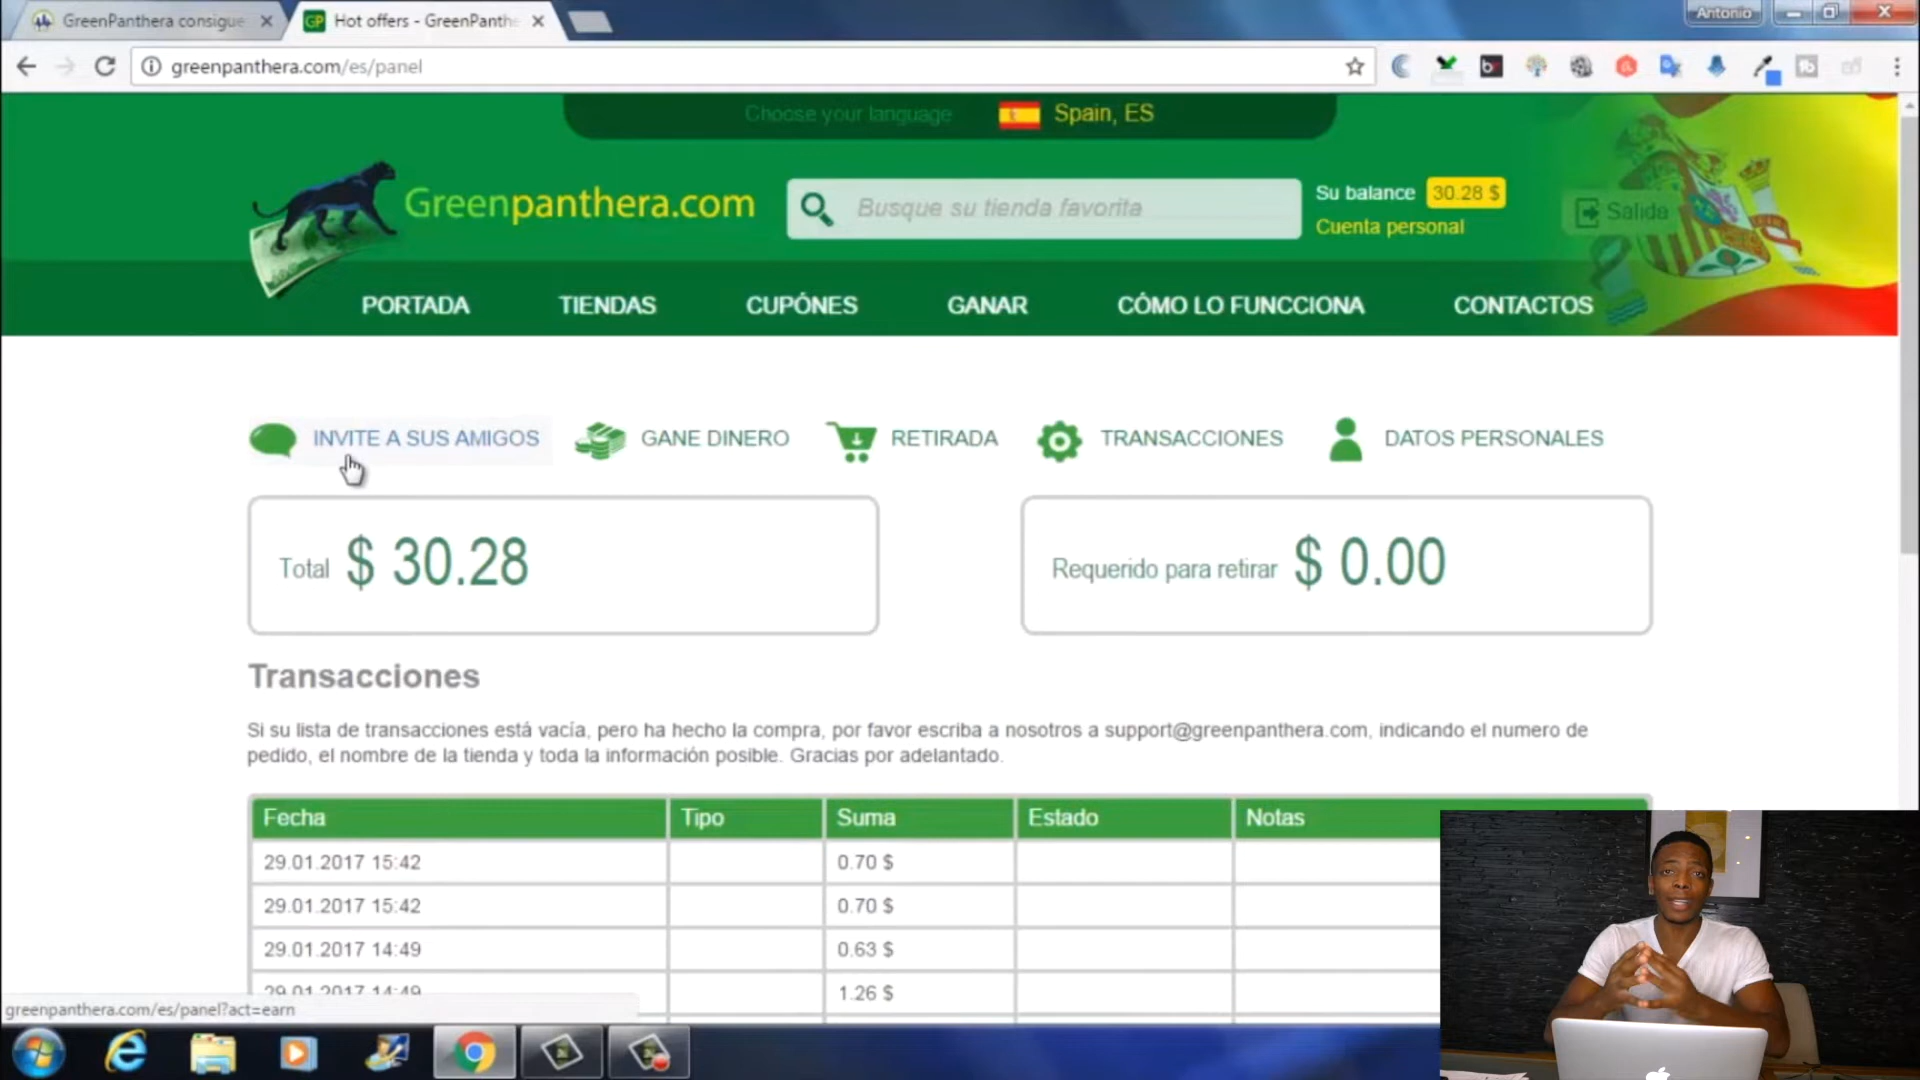 GreenPanthera consigue
Hot offers - GreenPanthe
Antonio
greenpanthera.com/es/panel
Choose your language
Spain, ES
Greenpanthera.com
Busque su tienda favorita
Su balance 30.28 $
Cuenta personal
Salida
PORTADA TIENDAS CUPÓNES GANAR CÓMO LO FUNCCIONA CONTACTOS
INVITE A SUS AMIGOS GANE DINERO RETIRADA TRANSACCIONES DATOS PERSONALES
Total $ 30.28
Requerido para retirar $ 0.00
Transacciones
Si su lista de transacciones está vacía, pero ha hecho la compra, por favor escriba a nosotros a support@greenpanthera.com, indicando el numero de
pedido, el nombre de la tienda y toda la información posible. Gracias por adelantado.
Fecha Tipo Suma Estado Notas
29.01.2017 15:42 0.70 $
29.01.2017 15:42 0.70 $
29.01.2017 14:49 0.63 $
29.01.2017 14:49 1.26 $
greenpanthera.com/es/panel?act=earn